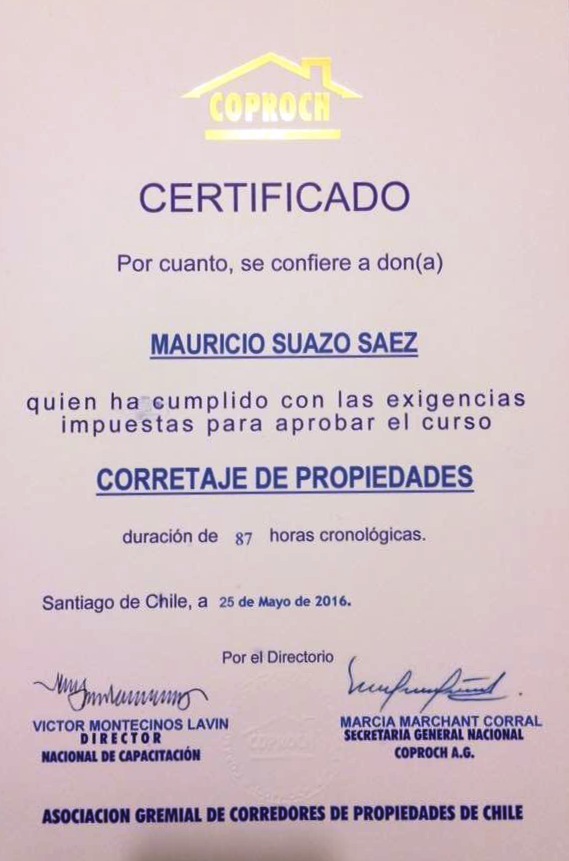 COPROCH
CERTIFICADO
Por cuanto, se confiere a don(a)
MAURICIO SUAZO SAEZ
quien ha cumplido con las exigencias
impuestas para aprobar el curso
CORRETAJE DE PROPIEDADES
duración de 87 horas cronológicas.
Santiago de Chile, a 25 de Mayo de 2016.
Por el Directorio
VICTOR MONTECINOS LAVIN
DIRECTOR
NACIONAL DE CAPACITACIÓN
MARCIA MARCHANT CORRAL
SECRETARIA GENERAL NACIONAL
COPROCH A.G.
COPROCH
ASOCIACION GREMIAL DE CORREDORES DE PROPIEDADES DE CHILE